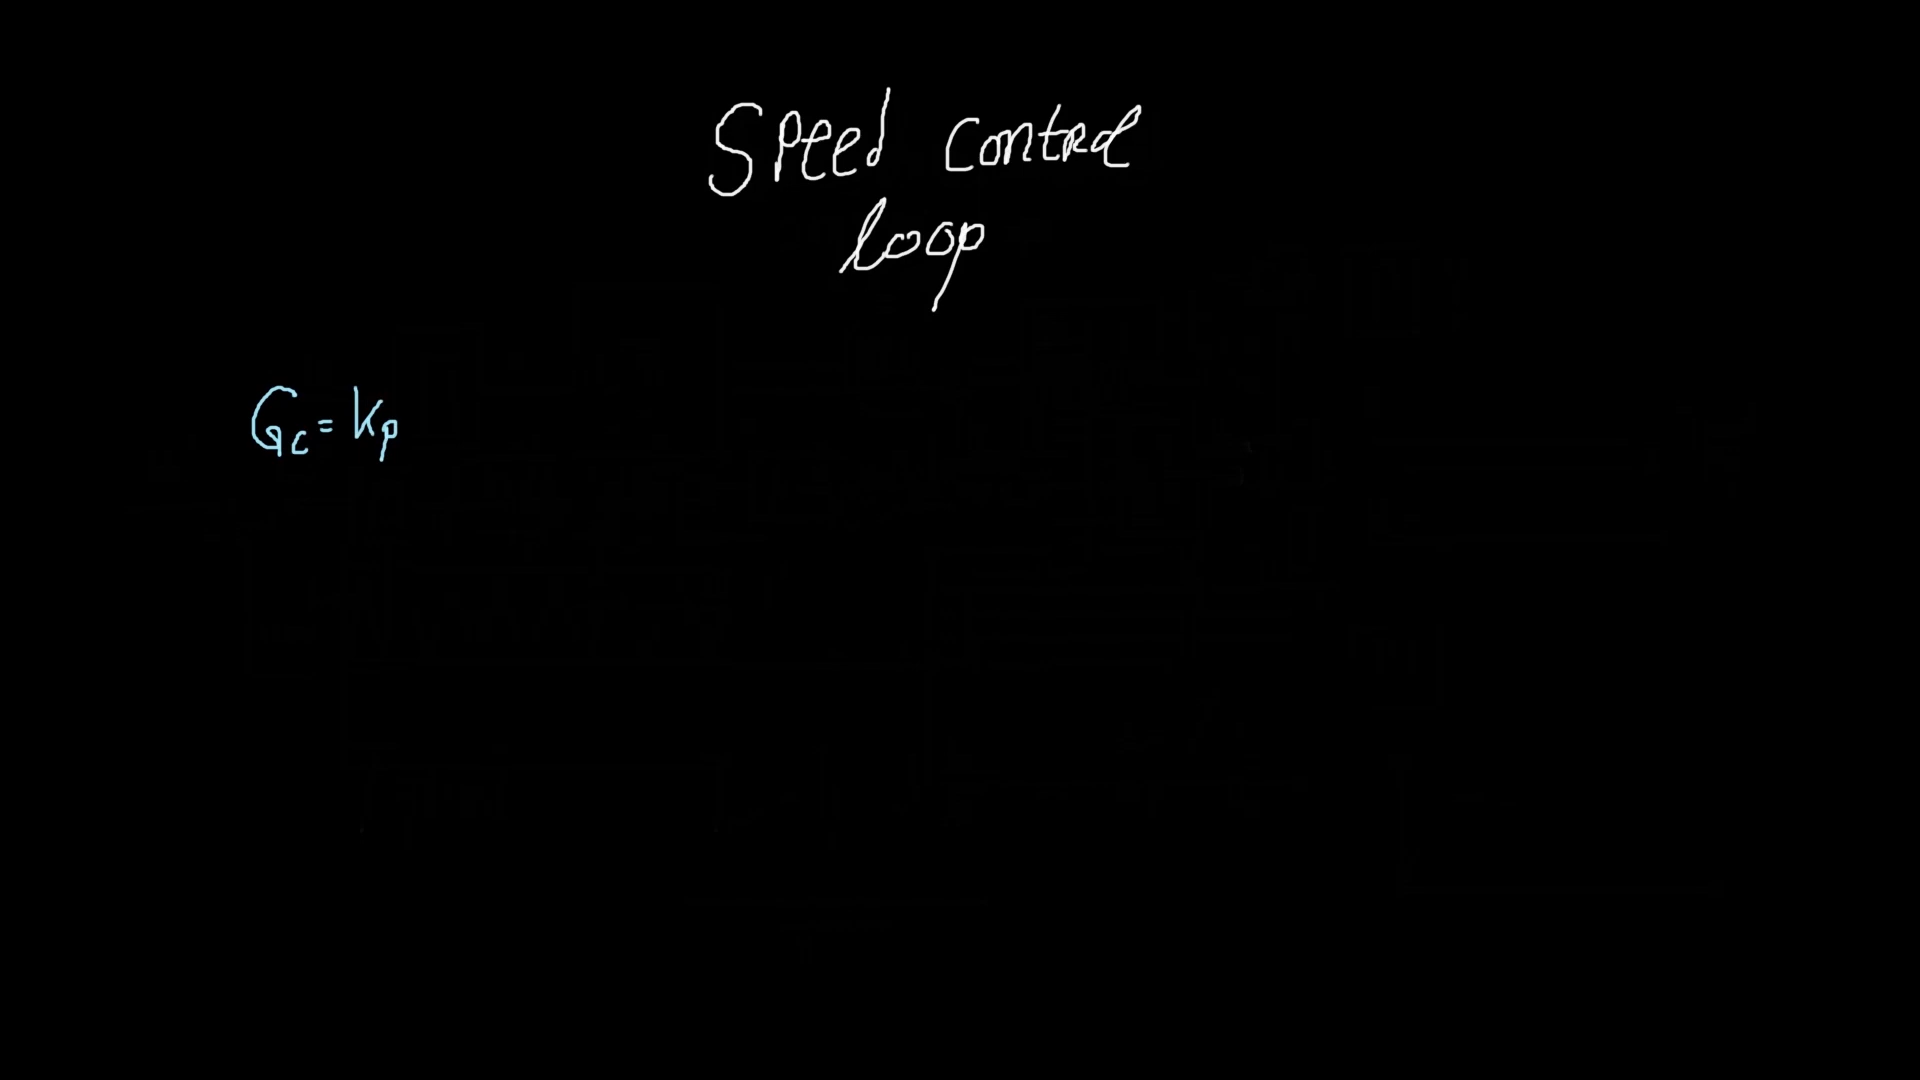 Speed control
loop
Gc = Kp